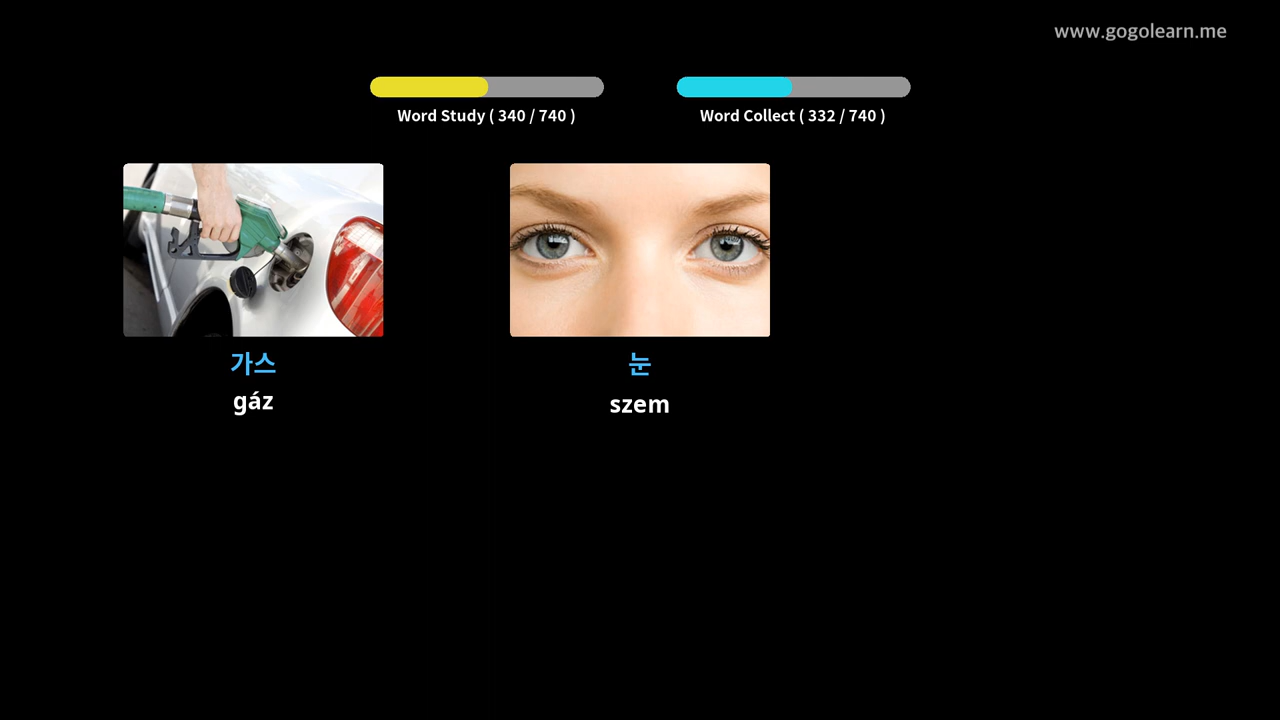 www.gogolearn.me
Word Study ( 340 / 740 )
Word Collect ( 332 / 740 )
가스
gáz
눈
szem